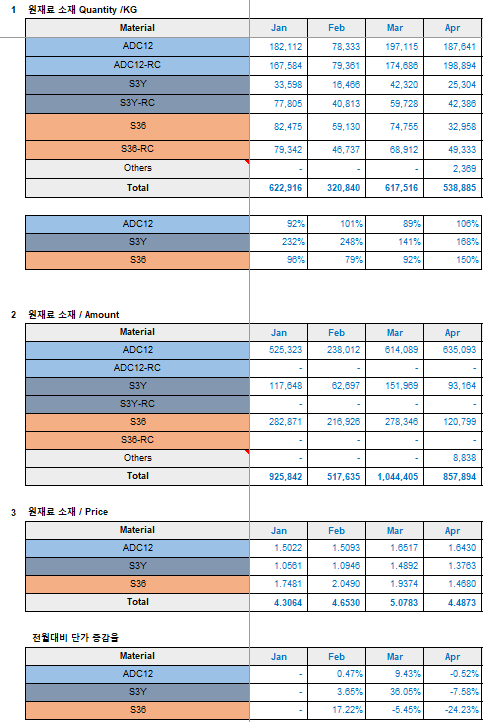 1 원재료 소재 Quantity /KG
Material Jan Feb Mar Apr
ADC12 182,112 78,333 197,115 187,641
ADC12-RC 167,584 79,361 174,686 198,894
S3Y 33,598 16,466 42,320 25,304
S3Y-RC 77,805 40,813 59,728 42,386
S36 82,475 59,130 74,755 32,958
S36-RC 79,342 46,737 68,912 49,333
Others - - - 2,369
Total 622,916 320,840 617,516 538,885
ADC12 92% 101% 89% 106%
S3Y 232% 248% 141% 168%
S36 96% 79% 92% 150%
2 원재료 소재 / Amount
Material Jan Feb Mar Apr
ADC12 525,323 238,012 614,089 635,093
ADC12-RC - - - -
S3Y 117,648 62,697 151,969 93,164
S3Y-RC - - - -
S36 282,871 216,926 278,346 120,799
S36-RC - - - -
Others - - - 8,838
Total 925,842 517,635 1,044,405 857,894
3 원재료 소재 / Price
Material Jan Feb Mar Apr
ADC12 1.5022 1.5093 1.6517 1.6430
S3Y 1.0561 1.0946 1.4892 1.3763
S36 1.7481 2.0490 1.9374 1.4680
Total 4.3064 4.6530 5.0783 4.4873
전월대비 단가 증감율
Material Jan Feb Mar Apr
ADC12 - 0.47% 9.43% -0.52%
S3Y - 3.65% 36.05% -7.58%
S36 - 17.22% -5.45% -24.23%